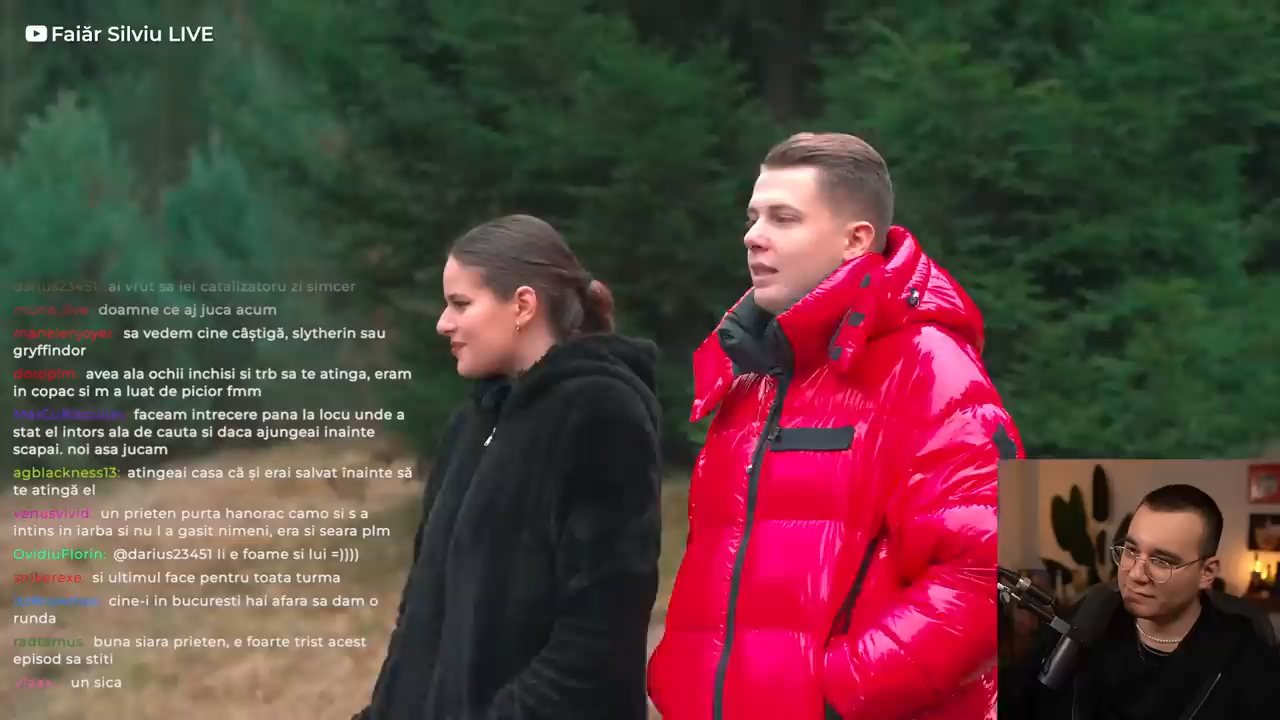 Faiăr Silviu LIVE
darius23451: ai vrut sa iei catalizatoru zi simcer
doamne ce aj juca acum
manelenjoyer: sa vedem cine câștigă, slytherin sau
gryffindor
avea ala ochii inchisi si trb sa te atinga, eram
in copac si m a luat de picior fmm
faceam intrecere pana la locu unde a
stat el intors ala de cauta si daca ajungeai inainte
scapai. noi asa jucam
agblackness13: atingeai casa că și erai salvat înainte să
te atingă el
venusvivid: un prieten purta hanorac camo si s a
intins in iarba si nu l a gasit nimeni, era si seara plm
OvidiuFlorin: @darius23451 Ii e foame si lui =))))
spikerexe: si ultimul face pentru toata turma
cine-i in bucuresti hai afara sa dam o
runda
radtamus: buna siara prieten, e foarte trist acest
episod sa stiti
un sica